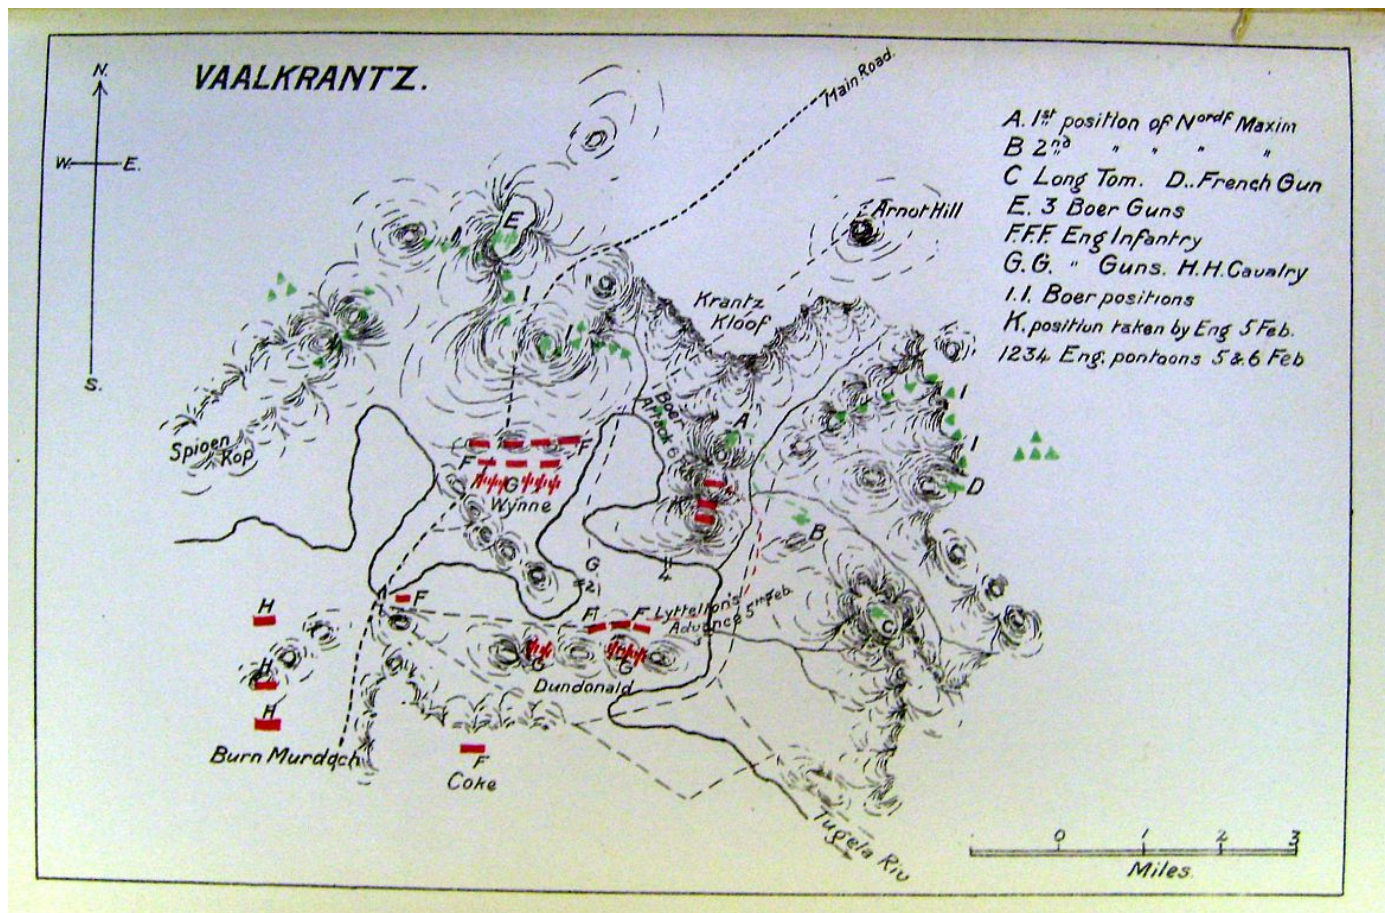 VAALKRANTZ.
N.
W. E.
S.
Main Road.
A. 1st position of Nordf Maxim
B 2nd " " " "
C Long Tom. D.. French Gun
E. 3 Boer Guns
F.F.F. Eng Infantry
G.G. " Guns. H.H. Cavalry
I.I. Boer positions
K. position taken by Eng 5 Feb.
1234 Eng. pontoons 5 & 6 Feb
Arnot Hill
E
I
Krantz
Kloof
I
I
Boer
Attack 6
A
Spioen
Kop
F
F
I
G
Wynne
D
B
G
2
4
H
F
F F
Lyttelton's
Advance 5th Feb.
C
G
G
H
Dundonald
H
Burn Murdoch
F
Coke
Tugela Riv
0 1 2 3
Miles.